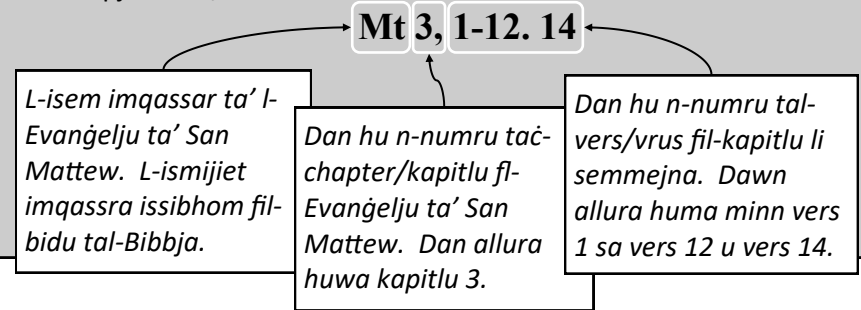 Mt 3, 1-12. 14
L-isem imqassar ta’ l-
Evanġelju ta’ San
Mattew. L-ismijiet
imqassra issibhom fil-
bidu tal-Bibbja.
Dan hu n-numru taċ-
chapter/kapitlu fl-
Evanġelju ta’ San
Mattew. Dan allura
huwa kapitlu 3.
Dan hu n-numru tal-
vers/vrus fil-kapitlu li
semmejna. Dawn
allura huma minn vers
1 sa vers 12 u vers 14.